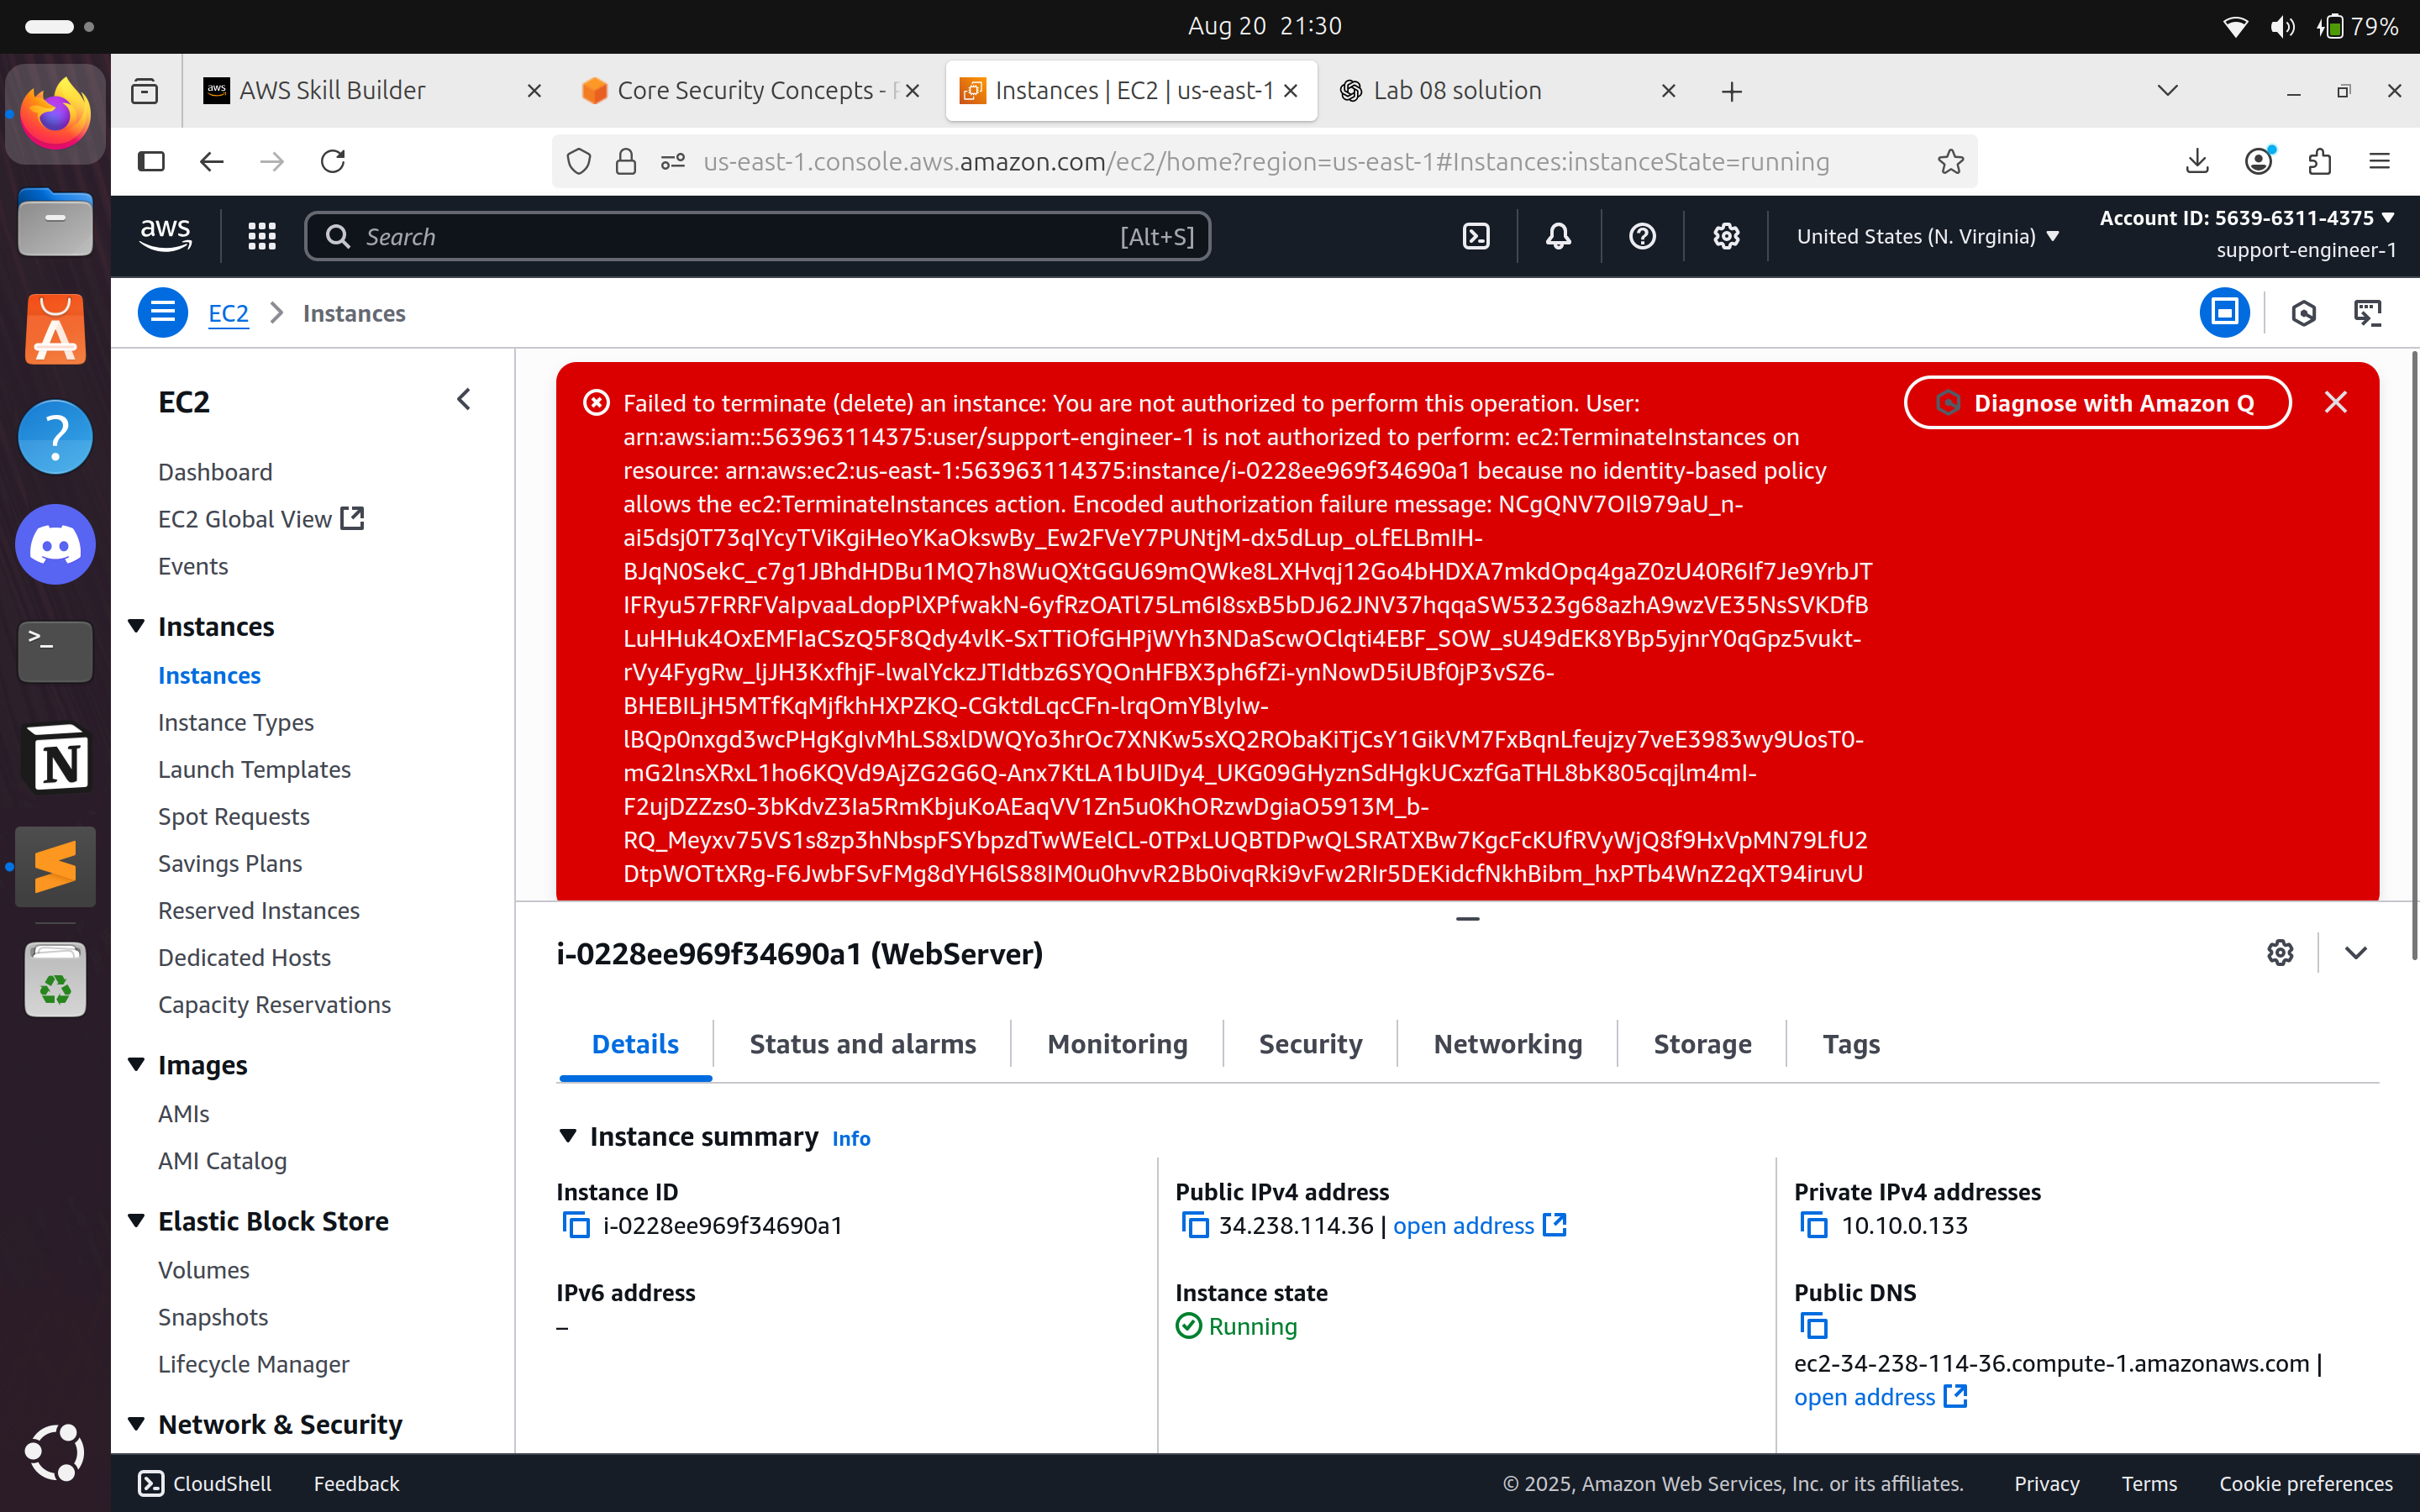 Aug 20 21:30
79%
AWS Skill Builder
Core Security Concepts -
Instances | EC2 | us-east-1
Lab 08 solution
us-east-1.console.aws.amazon.com/ec2/home?region=us-east-1#Instances:instanceState=running
aws
Search
[Alt+S]
United States (N. Virginia)
Account ID: 5639-6311-4375
support-engineer-1
EC2
Instances
EC2
Dashboard
EC2 Global View
Events
Instances
Instances
Instance Types
Launch Templates
Spot Requests
Savings Plans
Reserved Instances
Dedicated Hosts
Capacity Reservations
Images
AMIs
AMI Catalog
Elastic Block Store
Volumes
Snapshots
Lifecycle Manager
Network & Security
Failed to terminate (delete) an instance: You are not authorized to perform this operation. User:
arn:aws:iam::563963114375:user/support-engineer-1 is not authorized to perform: ec2:TerminateInstances on
resource: arn:aws:ec2:us-east-1:563963114375:instance/i-0228ee969f34690a1 because no identity-based policy
allows the ec2:TerminateInstances action. Encoded authorization failure message: NCgQNV7OIl979aU_n-
ai5dsj0T73qIYcyTViKgiHeoYKaOkswBy_Ew2FVeY7PUNtjM-dx5dLup_oLfELBmIH-
BJqN0SekC_c7g1JBhdHDBu1MQ7h8WuQXtGGU69mQWke8LXHvqj12Go4bHDXA7mkdOpq4gaZ0zU40R6If7Je9YrbJT
IFRyu57FRRFVaIpvaaLdopPlXPfwakN-6yfRzOATl75Lm6I8sxB5bDJ62JNV37hqqaSW5323g68azhA9wzVE35NsSVKDfB
LuHHuk4OxEMFIaCSzQ5F8Qdy4vlK-SxTTiOfGHPjWYh3NDaScwOClqti4EBF_SOW_sU49dEK8YBp5yjnrY0qGpz5vukt-
rVy4FygRw_ljJH3KxfhjF-lwalYckzJTIdtbz6SYQOnHFBX3ph6fZi-ynNowD5iUBf0jP3vSZ6-
BHEBILjH5MTfKqMjfkhHXPZKQ-CGktdLqcCFn-lrqOmYBlyIw-
lBQp0nxgd3wcPHgKgIvMhLS8xlDWQYo3hrOc7XNKw5sXQ2RObaKiTjCsY1GikVM7FxBqnLfeujzy7veE3983wy9UosT0-
mG2lnsXRxL1ho6KQVd9AjZG2G6Q-Anx7KtLA1bUIDy4_UKG09GHyznSdHgkUCxzfGaTHL8bK805cqjlm4mI-
F2ujDZZzs0-3bKdvZ3Ia5RmKbjuKoAEaqVV1Zn5u0KhORzwDgiaO5913M_b-
RQ_Meyxv75VS1s8zp3hNbspFSYbpzdTwWEelCL-0TPxLUQBTDPwQLSRATXBw7KgcFcKUfRVyWjQ8f9HxVpMN79LfU2
DtpWOTtXRg-F6JwbFSvFMg8dYH6lS88IM0u0hvvR2Bb0ivqRki9vFw2RIr5DEKidcfNkhBibm_hxPTb4WnZ2qXT94iruvU
Diagnose with Amazon Q
i-0228ee969f34690a1 (WebServer)
Details
Status and alarms
Monitoring
Security
Networking
Storage
Tags
Instance summary Info
Instance ID
i-0228ee969f34690a1
Public IPv4 address
34.238.114.36 | open address
Private IPv4 addresses
10.10.0.133
IPv6 address
–
Instance state
Running
Public DNS
ec2-34-238-114-36.compute-1.amazonaws.com |
open address
CloudShell
Feedback
© 2025, Amazon Web Services, Inc. or its affiliates.
Privacy
Terms
Cookie preferences